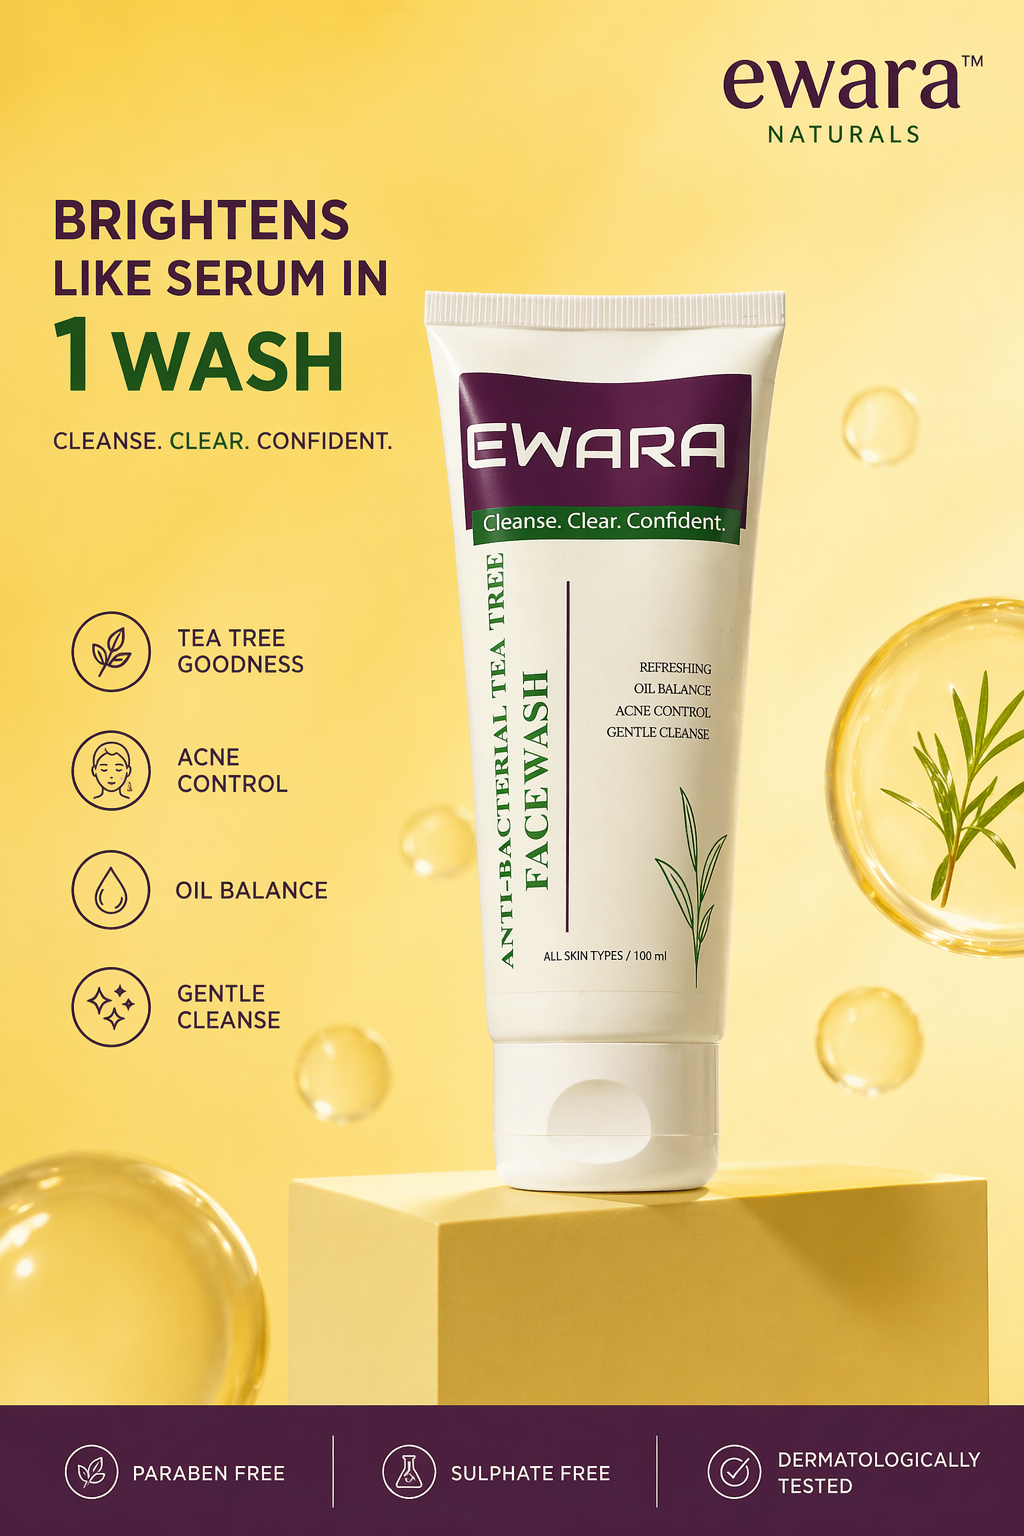 ewara™
NATURALS
BRIGHTENS
LIKE SERUM IN
1 WASH
CLEANSE. CLEAR. CONFIDENT.
TEA TREE
GOODNESS
ACNE
CONTROL
OIL BALANCE
GENTLE
CLEANSE
EWARA
Cleanse. Clear. Confident.
ANTI-BACTERIAL TEA TREE
FACEWASH
REFRESHING
OIL BALANCE
ACNE CONTROL
GENTLE CLEANSE
ALL SKIN TYPES / 100 ml
PARABEN FREE
SULPHATE FREE
DERMATOLOGICALLY
TESTED